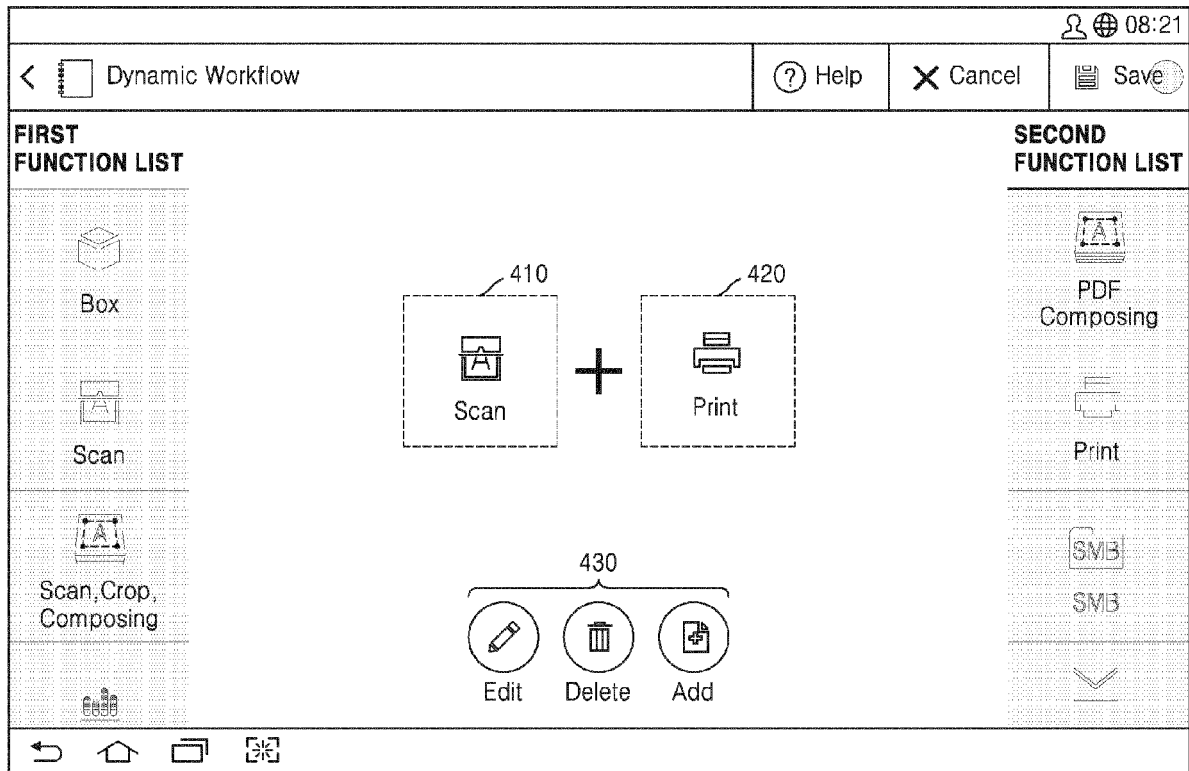 08:21
Dynamic Workflow
Help
Cancel
Save
FIRST
FUNCTION LIST
Box
A
Scan
A
Scan,Crop,
Composing
410
A
Scan
420
Print
430
Edit
Delete
Add
SECOND
FUNCTION LIST
A
PDF
Composing
Print
SMB
SMB